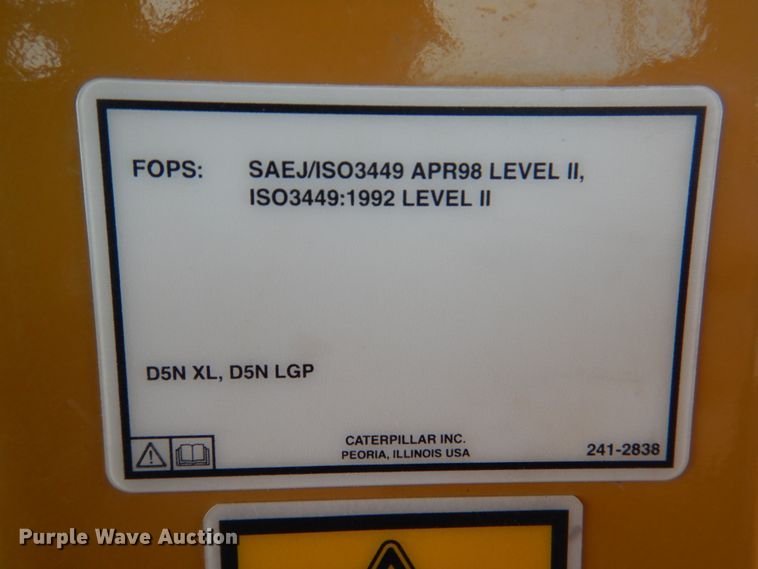 FOPS: SAEJ/ISO3449 APR98 LEVEL II,
ISO3449:1992 LEVEL II
D5N XL, D5N LGP
CATERPILLAR INC.
PEORIA, ILLINOIS USA
241-2838
Purple Wave Auction